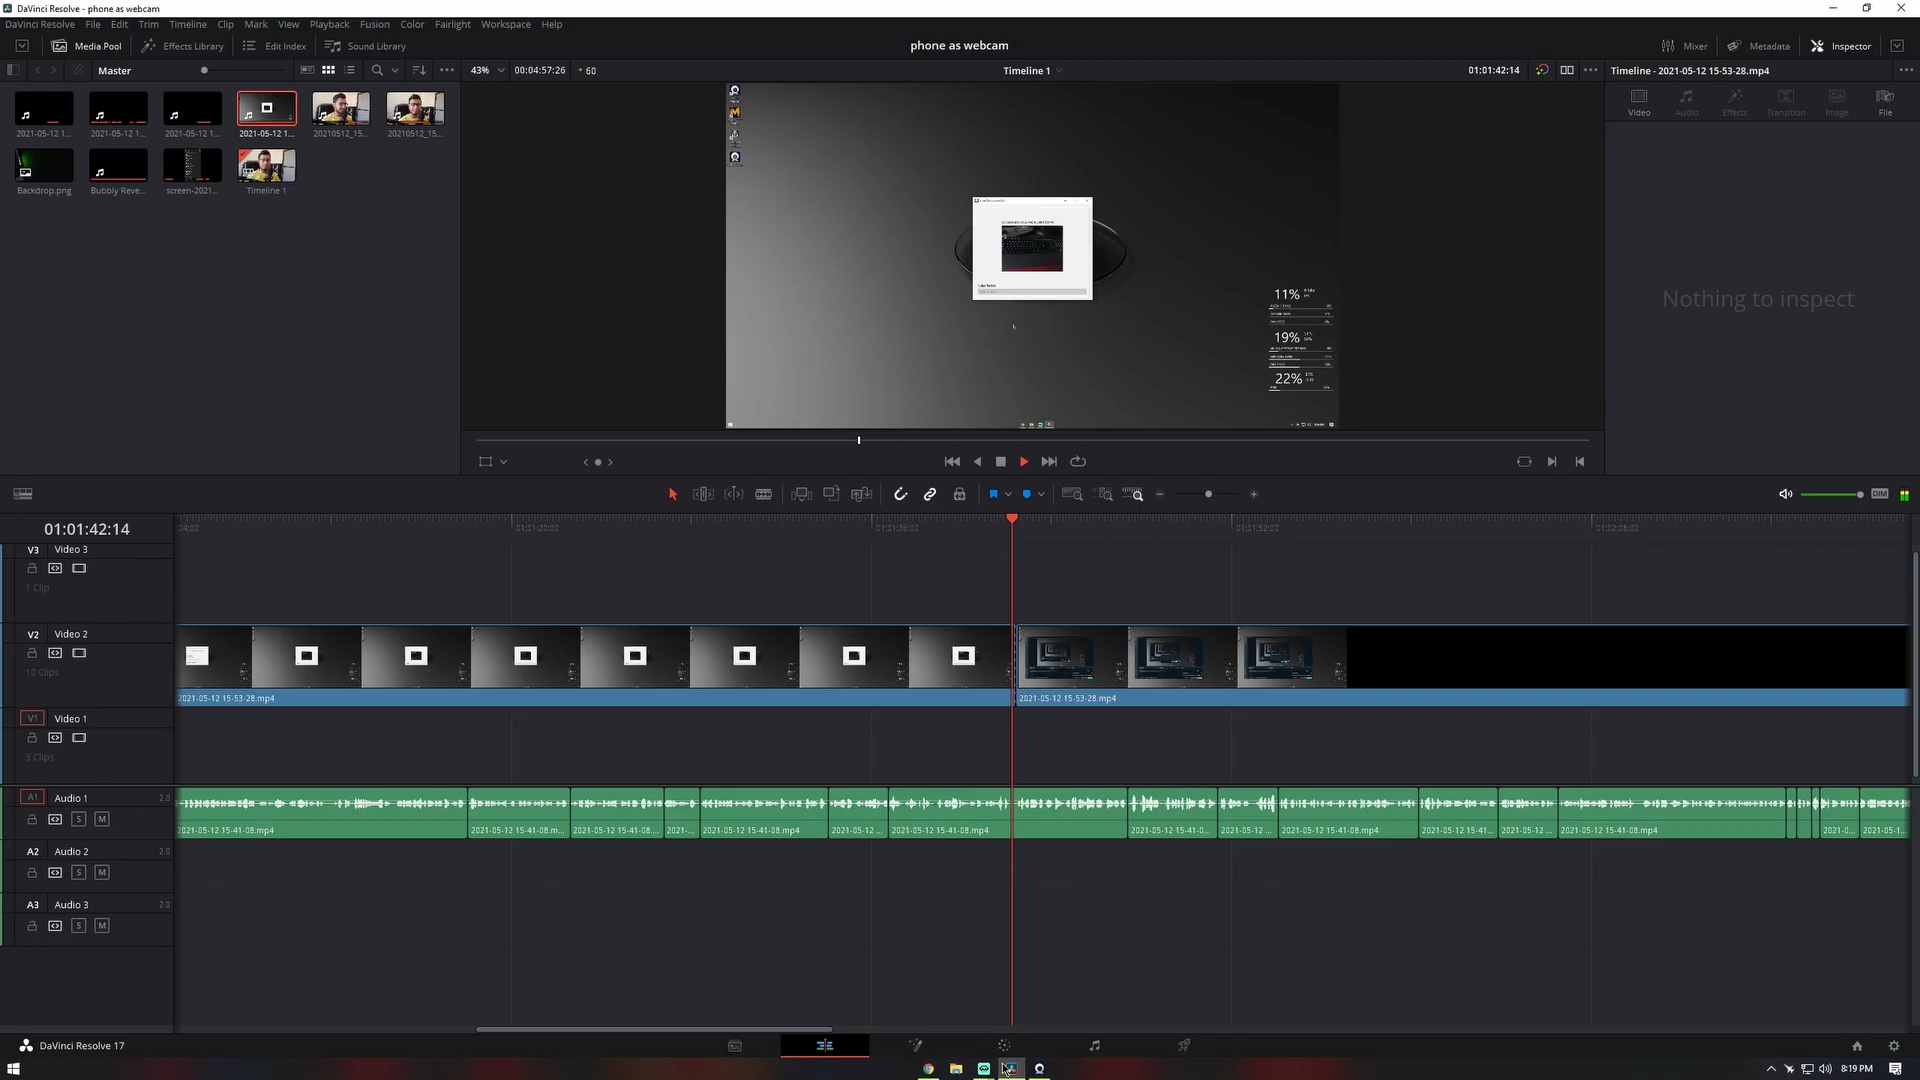 DaVinci Resolve - phone as webcam
DaVinci Resolve File Edit Trim Timeline Clip Mark View Playback Fusion Color Fairlight Workspace Help
Media Pool Effects Library Edit Index Sound Library phone as webcam Mixer Metadata Inspector
Master 43% 00:04:57:26 60 Timeline 1 01:01:42:14 Timeline - 2021-05-12 15-53-28.mp4
Video Audio Effects Transition Image File
2021-05-12 1... 2021-05-12 1... 2021-05-12 1... 2021-05-12 1... 20210512_15... 20210512_15...
Backdrop.png Bubbly Reve... screen-2021... Timeline 1
Nothing to inspect
11%
19%
22%
DIM
01:01:42:14 04:00 01:01:20:00 01:01:36:00 01:01:52:00 01:02:08:00
V3 Video 3
1 Clip
V2 Video 2
10 Clips
2021-05-12 15-53-28.mp4 2021-05-12 15-53-28.mp4
V1 Video 1
3 Clips
A1 Audio 1 2.0
S M
2021-05-12 15-41-08.mp4 2021-05-12 15-41-08.m... 2021-05-12 15-41-08.... 2021-... 2021-05-12 15-41-08.mp4 2021-05-12 ... 2021-05-12 15-41-08.mp4 2021-05-12 15-41-0... 2021-05-12 ... 2021-05-12 15-41-08.mp4 2021-05-12 15-41... 2021-05-12 ... 2021-05-12 15-41-08.mp4 2021-0... 2021-05-1...
A2 Audio 2 2.0
S M
A3 Audio 3 2.0
S M
DaVinci Resolve 17
8:19 PM